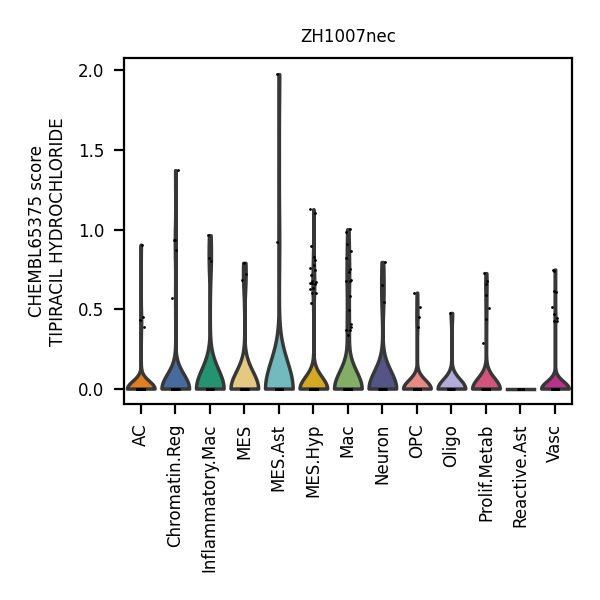 ZH1007nec
CHEMBL65375 score
TIPIRACIL HYDROCHLORIDE
2.0
1.5
1.0
0.5
0.0
AC
Chromatin.Reg
Inflammatory.Mac
MES
MES.Ast
MES.Hyp
Mac
Neuron
OPC
Oligo
Prolif.Metab
Reactive.Ast
Vasc